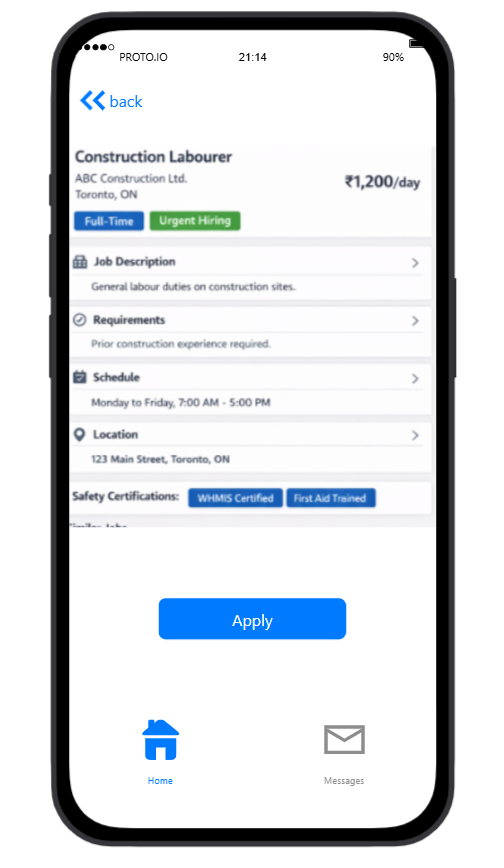 PROTO.IO 21:14 90%
back
Construction Labourer
ABC Construction Ltd.
₹1,200/day
Toronto, ON
Full-Time Urgent Hiring
Job Description
General labour duties on construction sites.
Requirements
Prior construction experience required.
Schedule
Monday to Friday, 7:00 AM - 5:00 PM
Location
123 Main Street, Toronto, ON
Safety Certifications: WHMIS Certified First Aid Trained
Similar Jobs
Apply
Home Messages